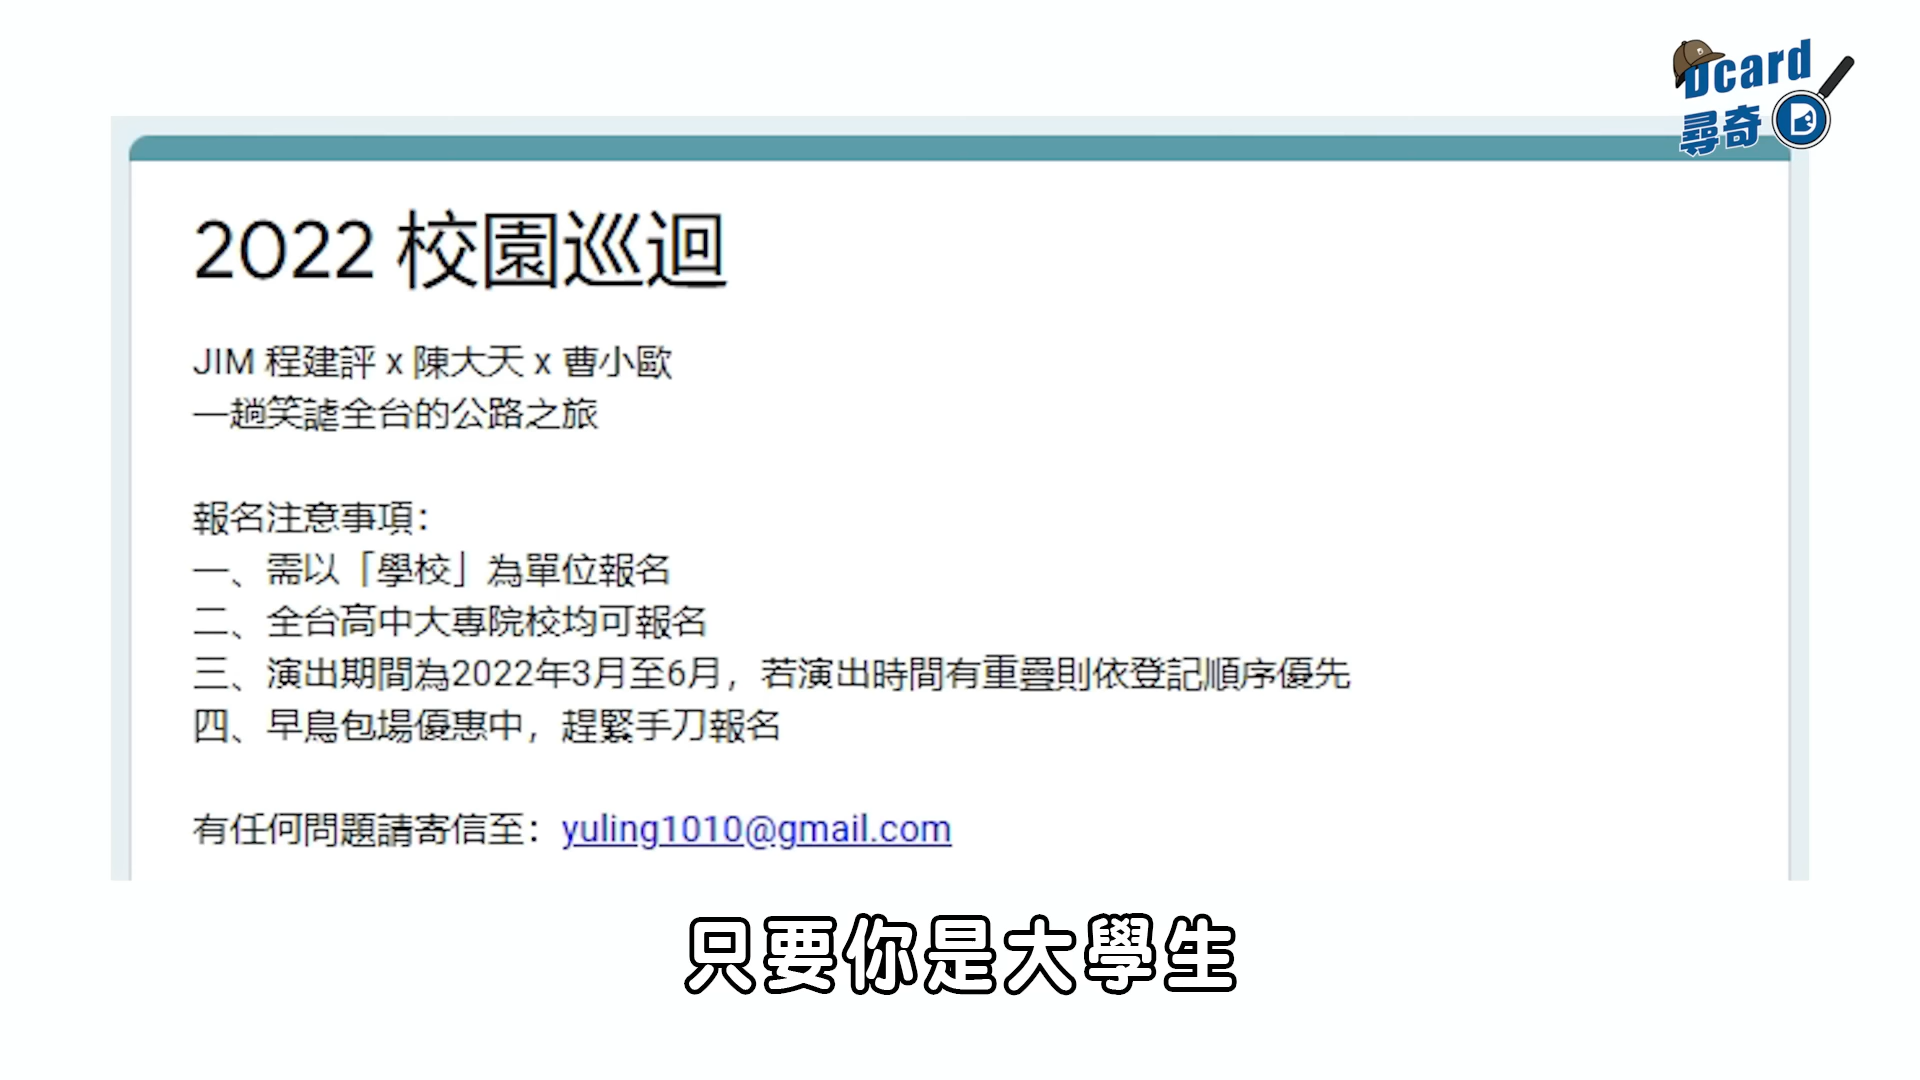 Dcard
尋奇
2022 校園巡迴
JIM 程建評 x 陳大天 x 曹小歐
一趟笑謔全台的公路之旅
報名注意事項：
一、需以「學校」為單位報名
二、全台高中大專院校均可報名
三、演出期間為2022年3月至6月，若演出時間有重疊則依登記順序優先
四、早鳥包場優惠中，趕緊手刀報名
有任何問題請寄信至：yuling1010@gmail.com
只要你是大學生